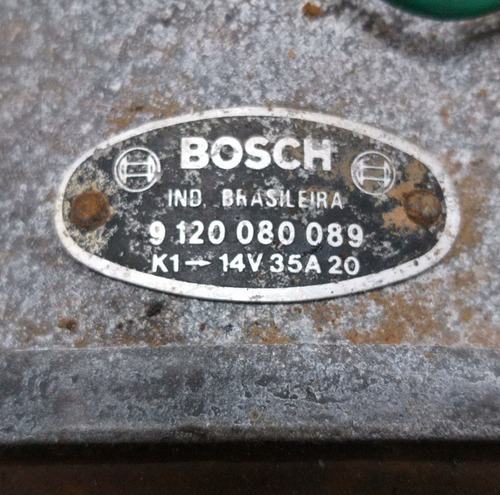 BOSCH
IND. BRASILEIRA
9 120 080 089
K1→ 14V 35A 20